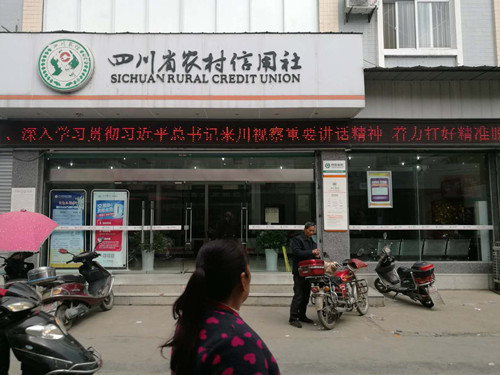 四川省农村信用社
SICHUAN RURAL CREDIT UNION
、深入学习贯彻习近平总书记来川视察重要讲话精神 着力打好精准脱